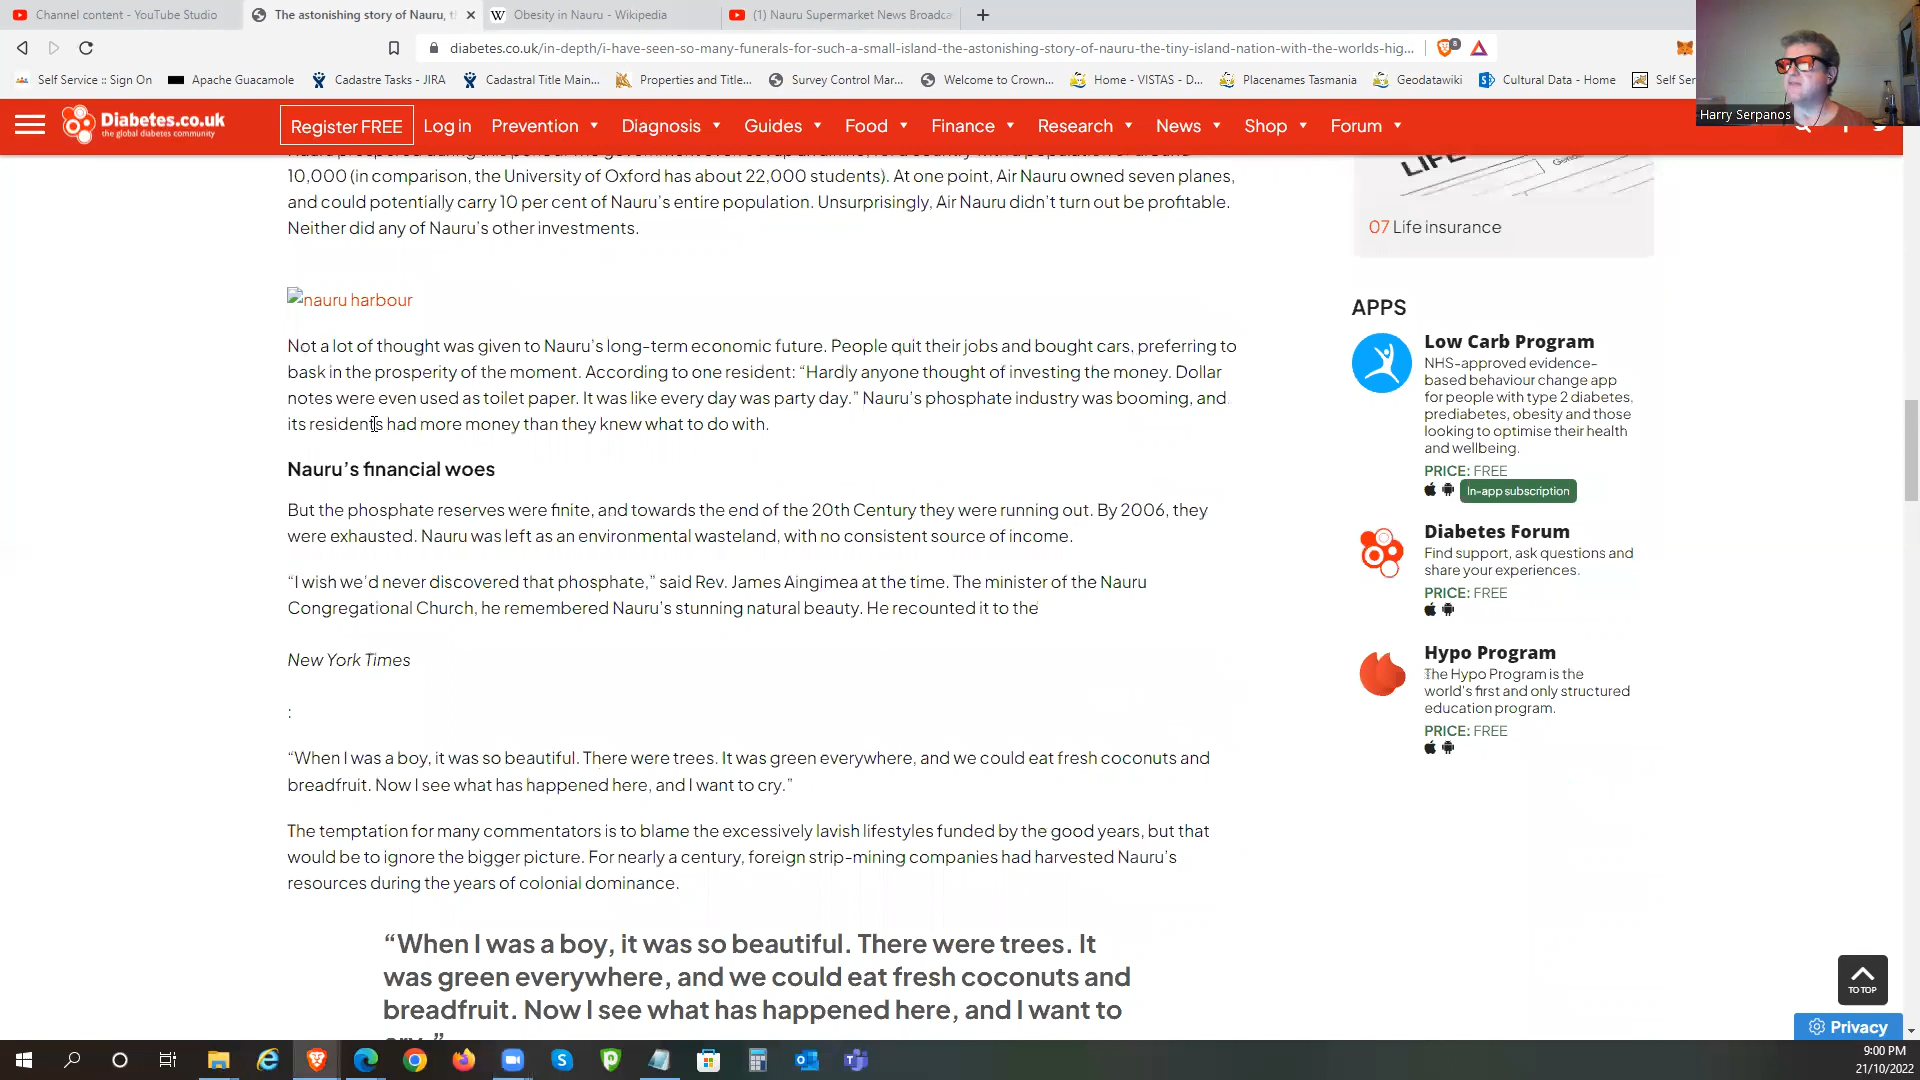 Channel content - YouTube Studio
The astonishing story of Nauru, t
Obesity in Nauru - Wikipedia
(1) Nauru Supermarket News Broadca
diabetes.co.uk/in-depth/i-have-seen-so-many-funerals-for-such-a-small-island-the-astonishing-story-of-nauru-the-tiny-island-nation-with-the-worlds-hig...
8
Self Service :: Sign On
Apache Guacamole
Cadastre Tasks - JIRA
Cadastral Title Main...
Properties and Title...
Survey Control Mar...
Welcome to Crown...
Home - VISTAS - D...
Placenames Tasmania
Geodatawiki
Cultural Data - Home
Self Ser
Harry Serpanos
Diabetes.co.uk
the global diabetes community
Register FREE
Log in
Prevention
Diagnosis
Guides
Food
Finance
Research
News
Shop
Forum
10,000 (in comparison, the University of Oxford has about 22,000 students). At one point, Air Nauru owned seven planes,
and could potentially carry 10 per cent of Nauru's entire population. Unsurprisingly, Air Nauru didn't turn out be profitable.
Neither did any of Nauru's other investments.
nauru harbour
Not a lot of thought was given to Nauru's long-term economic future. People quit their jobs and bought cars, preferring to
bask in the prosperity of the moment. According to one resident: “Hardly anyone thought of investing the money. Dollar
notes were even used as toilet paper. It was like every day was party day.” Nauru's phosphate industry was booming, and
its residents had more money than they knew what to do with.
Nauru's financial woes
But the phosphate reserves were finite, and towards the end of the 20th Century they were running out. By 2006, they
were exhausted. Nauru was left as an environmental wasteland, with no consistent source of income.
“I wish we'd never discovered that phosphate,” said Rev. James Aingimea at the time. The minister of the Nauru
Congregational Church, he remembered Nauru's stunning natural beauty. He recounted it to the
New York Times
:
“When I was a boy, it was so beautiful. There were trees. It was green everywhere, and we could eat fresh coconuts and
breadfruit. Now I see what has happened here, and I want to cry.”
The temptation for many commentators is to blame the excessively lavish lifestyles funded by the good years, but that
would be to ignore the bigger picture. For nearly a century, foreign strip-mining companies had harvested Nauru's
resources during the years of colonial dominance.
“When I was a boy, it was so beautiful. There were trees. It
was green everywhere, and we could eat fresh coconuts and
breadfruit. Now I see what has happened here, and I want to
cry.”
LIFE
07 Life insurance
APPS
Low Carb Program
NHS-approved evidence-
based behaviour change app
for people with type 2 diabetes,
prediabetes, obesity and those
looking to optimise their health
and wellbeing.
PRICE: FREE
In-app subscription
Diabetes Forum
Find support, ask questions and
share your experiences.
PRICE: FREE
Hypo Program
The Hypo Program is the
world's first and only structured
education program.
PRICE: FREE
TO TOP
Privacy
9:00 PM
21/10/2022